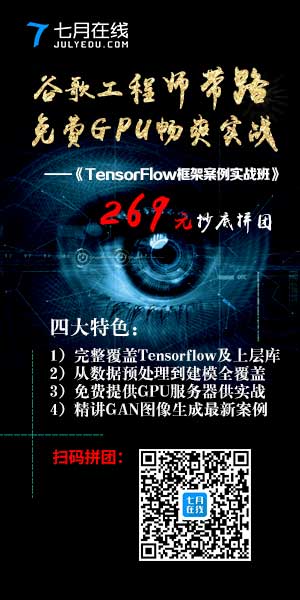 七月在线
JULYEDU.COM
谷歌工程师带路
免费GPU畅爽实战
——《TensorFlow框架案例实战班》
269元抄底拼团
四大特色：
1）完整覆盖Tensorflow及上层库
2）从数据预处理到建模全覆盖
3）免费提供GPU服务器供实战
4）精讲GAN图像生成最新案例
扫码拼团：
七月
在线